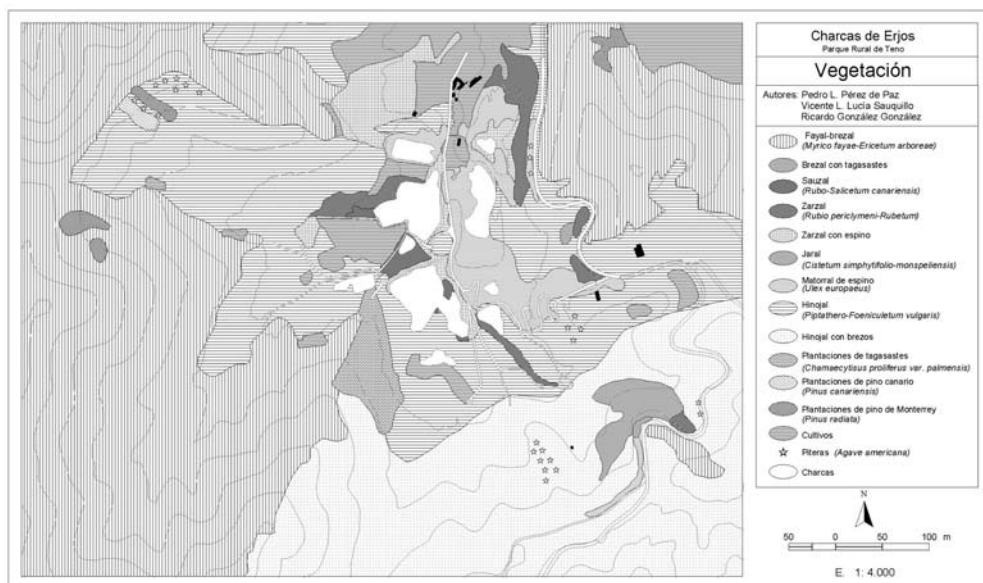 Charcas de Erjos
Parque Rural de Teno
Vegetación
Autores: Pedro L. Pérez de Paz
Vicente L. Lucía Sauquillo
Ricardo González González
Fayal-brezal
(Myrico fayae-Ericetum arboreae)
Brezal con tagasastes
Sauzal
(Rubo-Salicetum canariensis)
Zarzal
(Rubio periclymeni-Rubetum)
Zarzal con espino
Jaral
(Cistetum simphytifolio-monspeliensis)
Matorral de espino
(Ulex europaeus)
Hinojal
(Piptathero-Foeniculetum vulgaris)
Hinojal con brezos
Plantaciones de tagasastes
(Chamaecytisus proliferus var. palmensis)
Plantaciones de pino canario
(Pinus canariensis)
Plantaciones de pino de Monterrey
(Pinus radiata)
Cultivos
Piteras (Agave americana)
Charcas
N
50 0 50 100 m
E. 1: 4.000